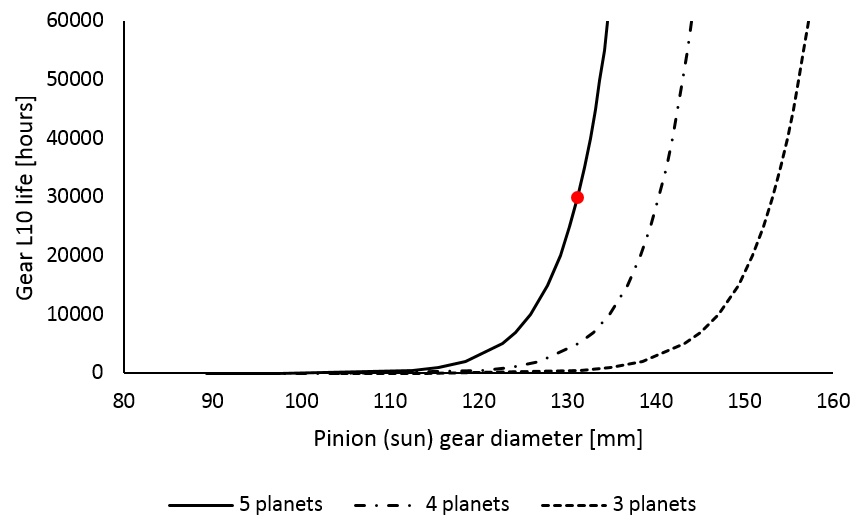 60000
50000
40000
30000
20000
10000
0
Gear L10 life [hours]
80 90 100 110 120 130 140 150 160
Pinion (sun) gear diameter [mm]
5 planets 4 planets 3 planets